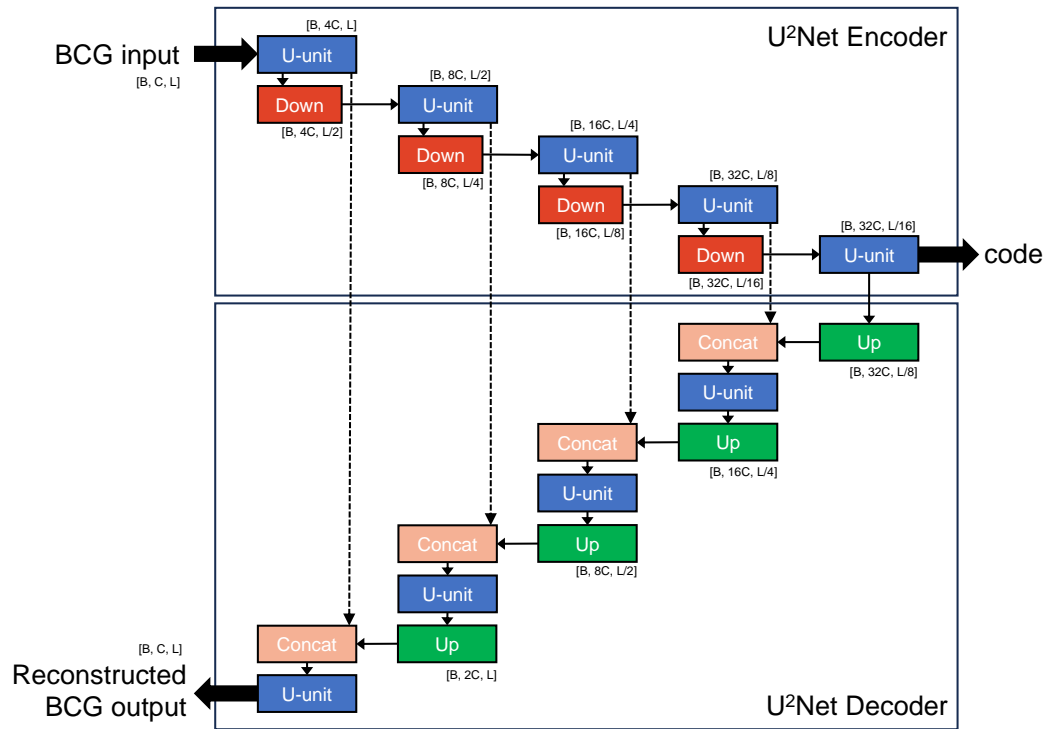 [B, 4C, L]
U²Net Encoder
BCG input
U-unit
[B, C, L]
[B, 8C, L/2]
Down
U-unit
[B, 4C, L/2]
[B, 16C, L/4]
Down
U-unit
[B, 8C, L/4]
[B, 32C, L/8]
Down
U-unit
[B, 16C, L/8]
[B, 32C, L/16]
Down
U-unit
code
[B, 32C, L/16]
Concat
Up
[B, 32C, L/8]
U-unit
Concat
Up
[B, 16C, L/4]
U-unit
Concat
Up
[B, 8C, L/2]
U-unit
Concat
Up
[B, C, L]
[B, 2C, L]
Reconstructed
BCG output
U-unit
U²Net Decoder